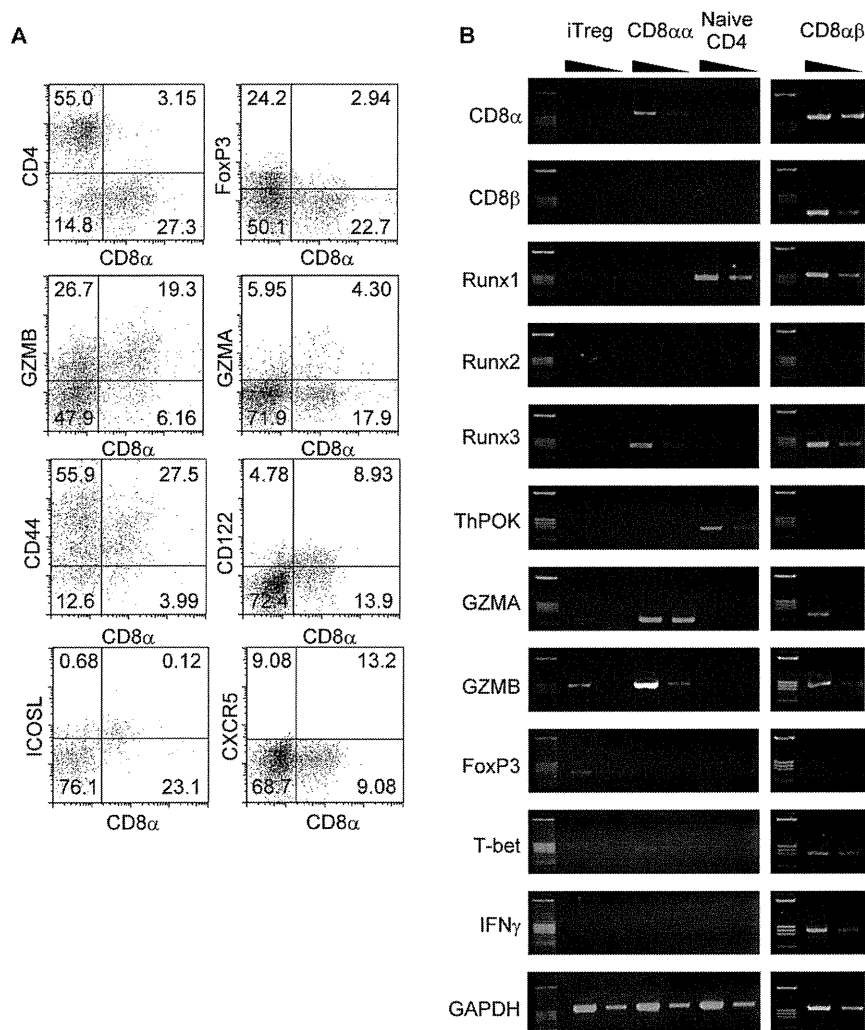 A
55.0 3.15
CD4
14.8 27.3
CD8α
24.2 2.94
FoxP3
50.1 22.7
CD8α
26.7 19.3
GZMB
47.9 6.16
CD8α
5.95 4.30
GZMA
71.9 17.9
CD8α
55.9 27.5
CD44
12.6 3.99
CD8α
4.78 8.93
CD122
72.4 13.9
CD8α
0.68 0.12
ICOSL
76.1 23.1
CD8α
9.08 13.2
CXCR5
68.7 9.08
CD8α
B
iTreg CD8αα Naive CD4 CD8αβ
CD8α
CD8β
Runx1
Runx2
Runx3
ThPOK
GZMA
GZMB
FoxP3
T-bet
IFNγ
GAPDH